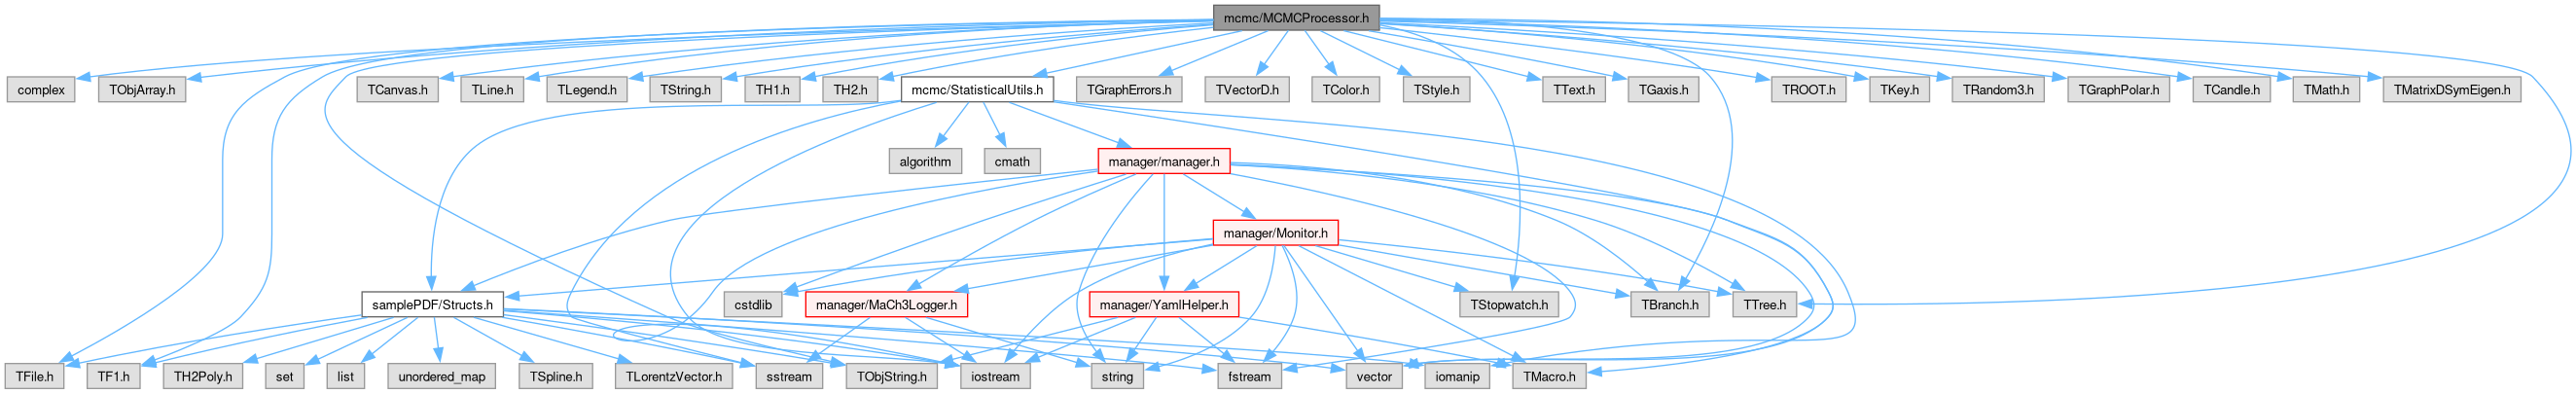 mcmc/MCMCProcessor.h
complex
TObjArray.h
TCanvas.h
TLine.h
TLegend.h
TString.h
TH1.h
TH2.h
mcmc/StatisticalUtils.h
TGraphErrors.h
TVectorD.h
TColor.h
TStyle.h
TText.h
TGaxis.h
TROOT.h
TKey.h
TRandom3.h
TGraphPolar.h
TCandle.h
TMath.h
TMatrixDSymEigen.h
algorithm
cmath
manager/manager.h
manager/Monitor.h
samplePDF/Structs.h
cstdlib
manager/MaCh3Logger.h
manager/YamlHelper.h
TStopwatch.h
TBranch.h
TTree.h
TFile.h
TF1.h
TH2Poly.h
set
list
unordered_map
TSpline.h
TLorentzVector.h
sstream
TObjString.h
iostream
string
fstream
vector
iomanip
TMacro.h